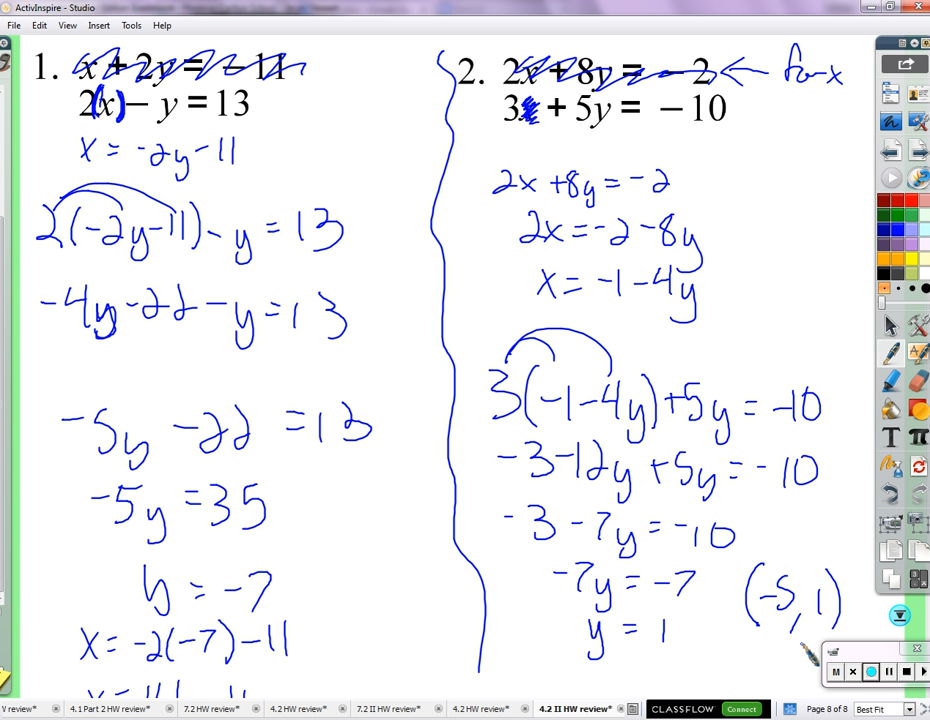 ActivInspire - Studio
File Edit View Insert Tools Help
1. x + 2y = - 11
2(x) - y = 13
x = -2y - 11
2(-2y - 11) - y = 13
-4y - 22 - y = 13
-5y - 22 = 13
-5y = 35
y = -7
x = -2(-7) - 11
2. 2x + 8y = - 2 ← for x
3x + 5y = - 10
2x + 8y = -2
2x = -2 - 8y
x = -1 - 4y
3(-1 - 4y) + 5y = -10
-3 - 12y + 5y = -10
-3 - 7y = -10
-7y = -7
y = 1
(-5, 1)
V review* 4.1 Part 2 HW review* 7.2 HW review* 4.2 HW review* 7.2 II HW review* 4.2 HW review* 4.2 II HW review* CLASSFLOW Connect Page 8 of 8 Best Fit